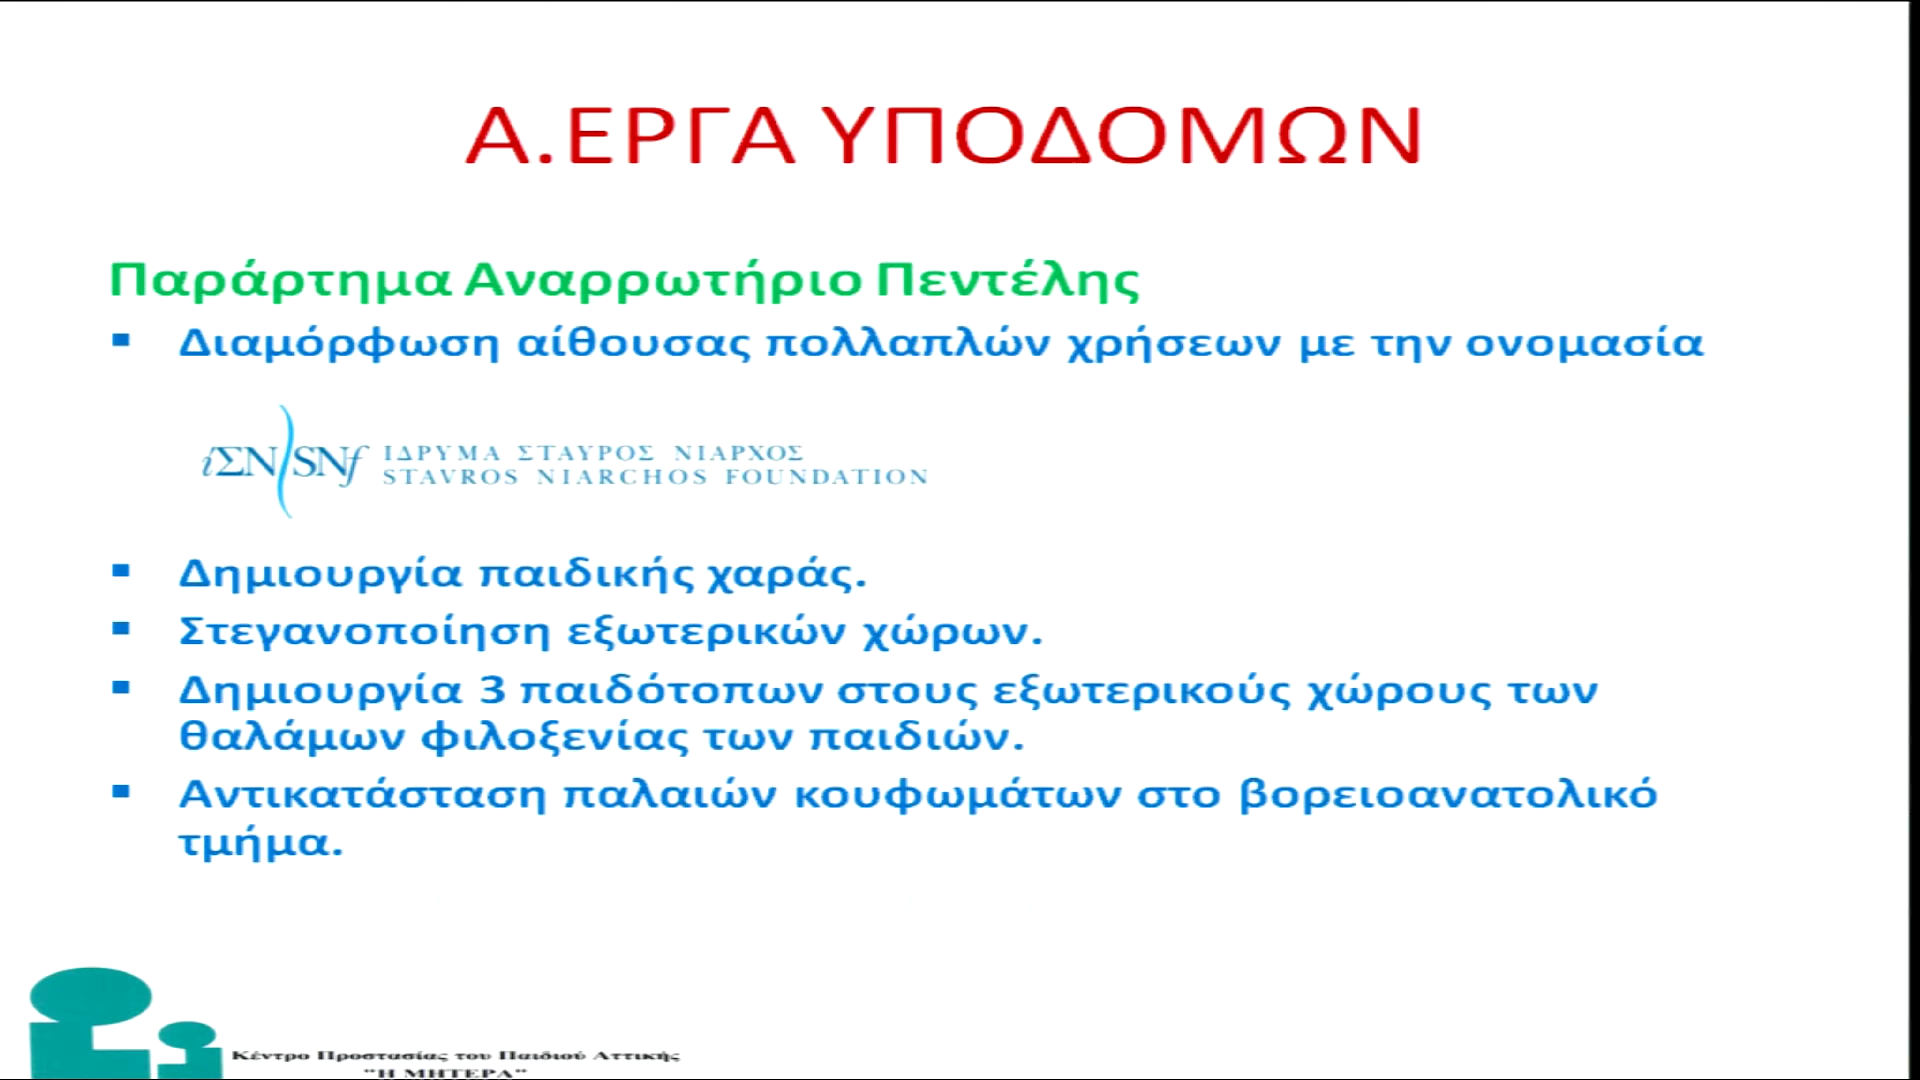 Α.ΕΡΓΑ ΥΠΟΔΟΜΩΝ
Παράρτημα Αναρρωτήριο Πεντέλης
▪ Διαμόρφωση αίθουσας πολλαπλών χρήσεων με την ονομασία
iΣΝ SNf ΙΔΡΥΜΑ ΣΤΑΥΡΟΣ ΝΙΑΡΧΟΣ
STAVROS NIARCHOS FOUNDATION
▪ Δημιουργία παιδικής χαράς.
▪ Στεγανοποίηση εξωτερικών χώρων.
▪ Δημιουργία 3 παιδότοπων στους εξωτερικούς χώρους των
θαλάμων φιλοξενίας των παιδιών.
▪ Αντικατάσταση παλαιών κουφωμάτων στο βορειοανατολικό
τμήμα.
Κέντρο Προστασίας του Παιδιού Αττικής
"Η ΜΗΤΕΡΑ"